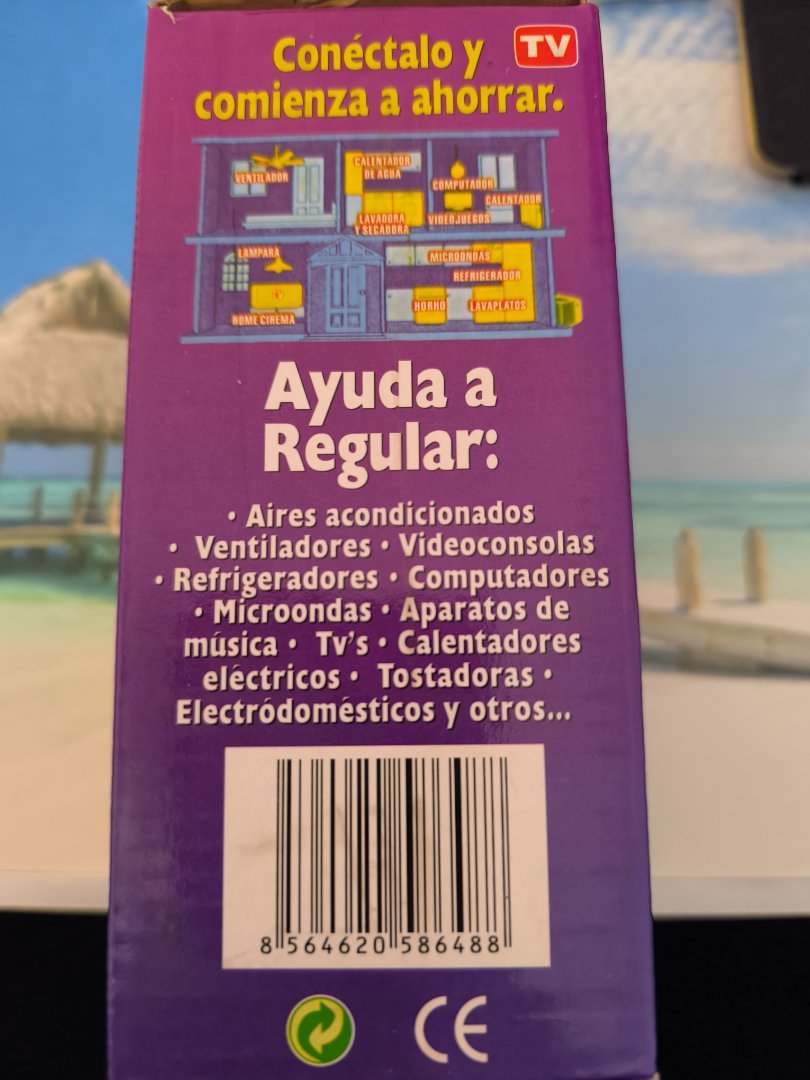 Conéctalo y
TV
comienza a ahorrar.
VENTILADOR
CALENTADOR
DE AGUA
COMPUTADOR
CALENTADOR
LAVADORA
Y SECADORA
VIDEOJUEGOS
LAMPARA
MICROONDAS
REFRIGERADOR
HORHO
LAVAPLATOS
HOME CINEMA
Ayuda a
Regular:
· Aires acondicionados
· Ventiladores · Videoconsolas
· Refrigeradores · Computadores
· Microondas · Aparatos de
música · Tv's · Calentadores
eléctricos · Tostadoras ·
Electródomésticos y otros...
8 564620 586488
CE